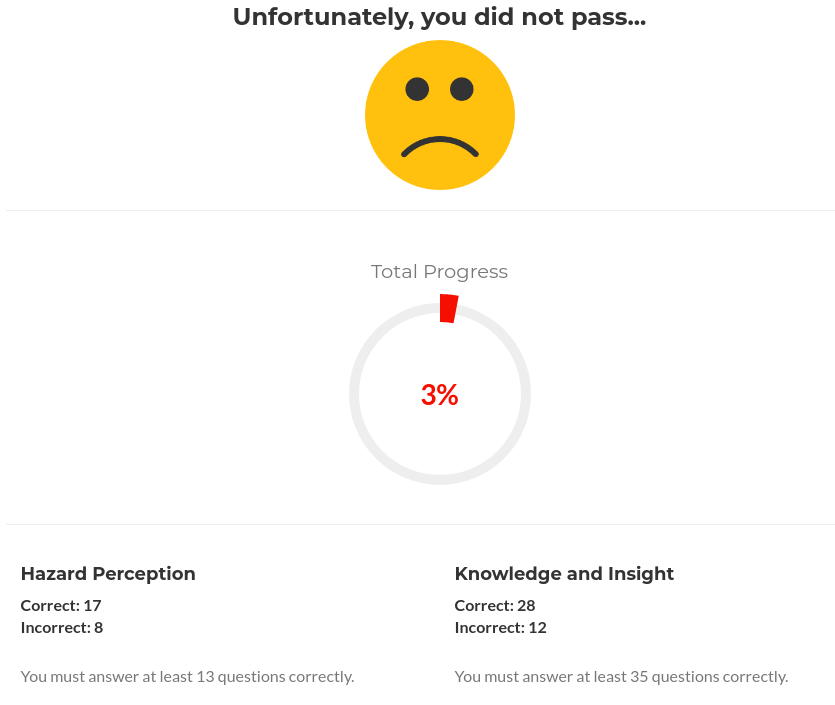 Unfortunately, you did not pass...
Total Progress
3%
Hazard Perception
Correct: 17
Incorrect: 8
You must answer at least 13 questions correctly.
Knowledge and Insight
Correct: 28
Incorrect: 12
You must answer at least 35 questions correctly.